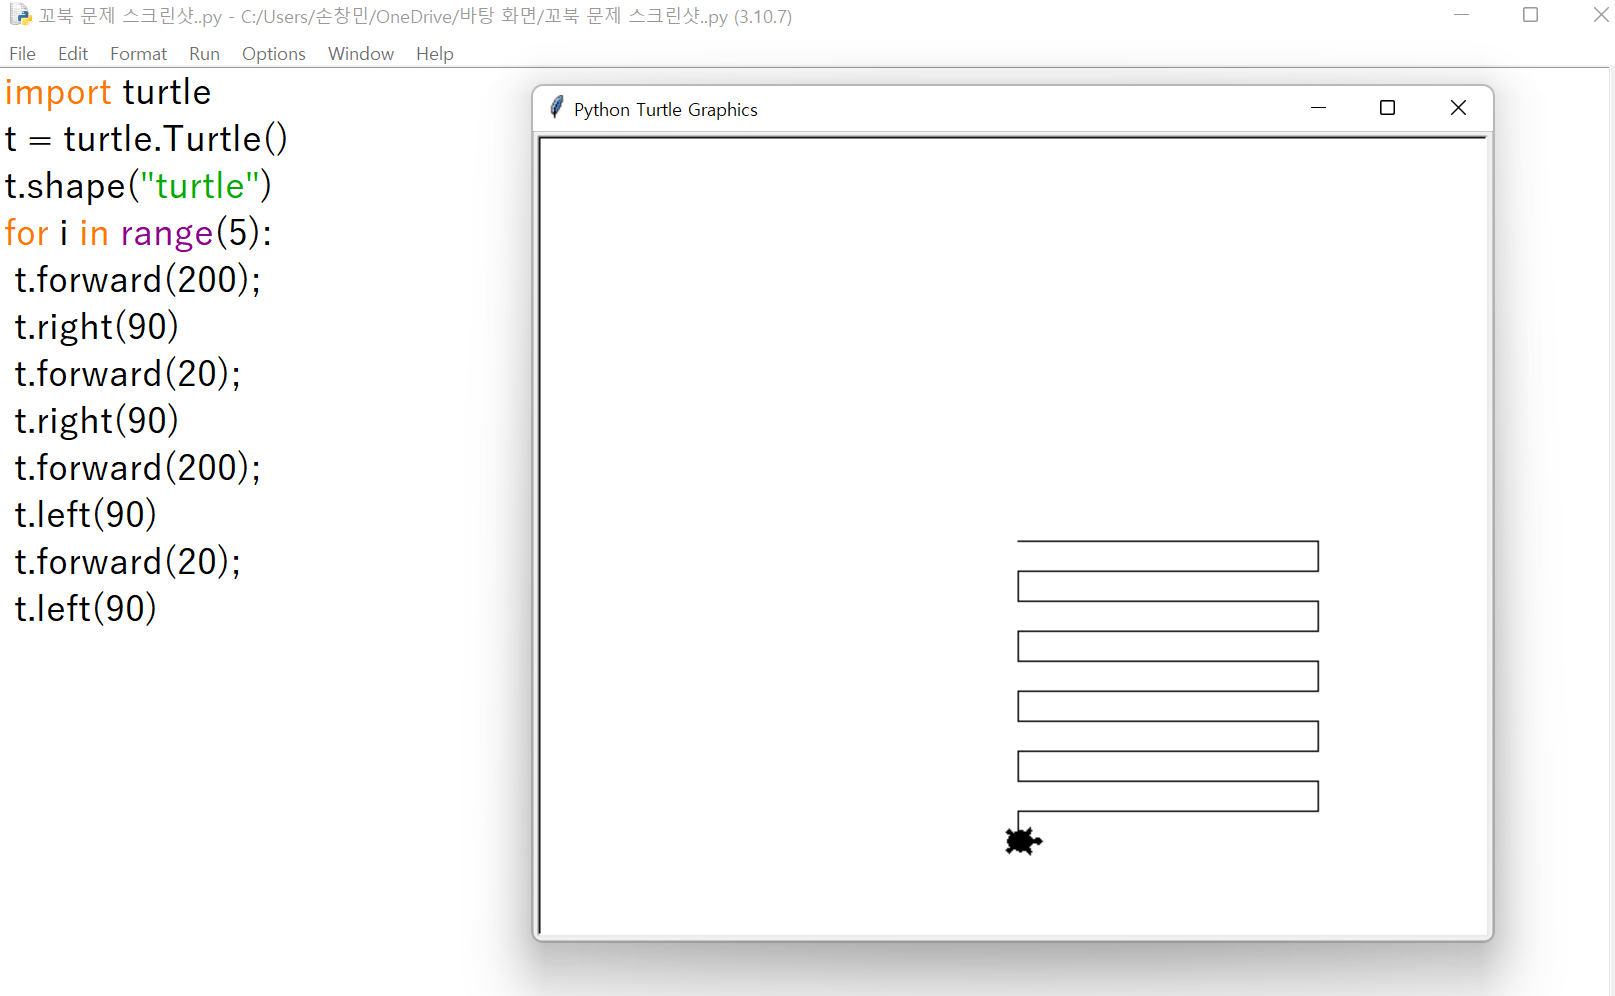 꼬북 문제 스크린샷..py - C:/Users/손창민/OneDrive/바탕 화면/꼬북 문제 스크린샷..py (3.10.7)
File Edit Format Run Options Window Help
import turtle
t = turtle.Turtle()
t.shape("turtle")
for i in range(5):
 t.forward(200);
 t.right(90)
 t.forward(20);
 t.right(90)
 t.forward(200);
 t.left(90)
 t.forward(20);
 t.left(90)
Python Turtle Graphics